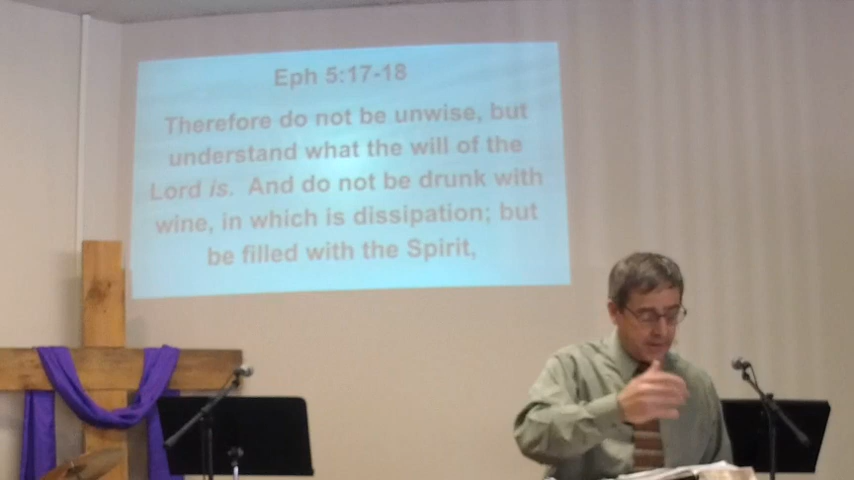 Eph 5:17-18
Therefore do not be unwise, but
understand what the will of the
Lord is. And do not be drunk with
wine, in which is dissipation; but
be filled with the Spirit,